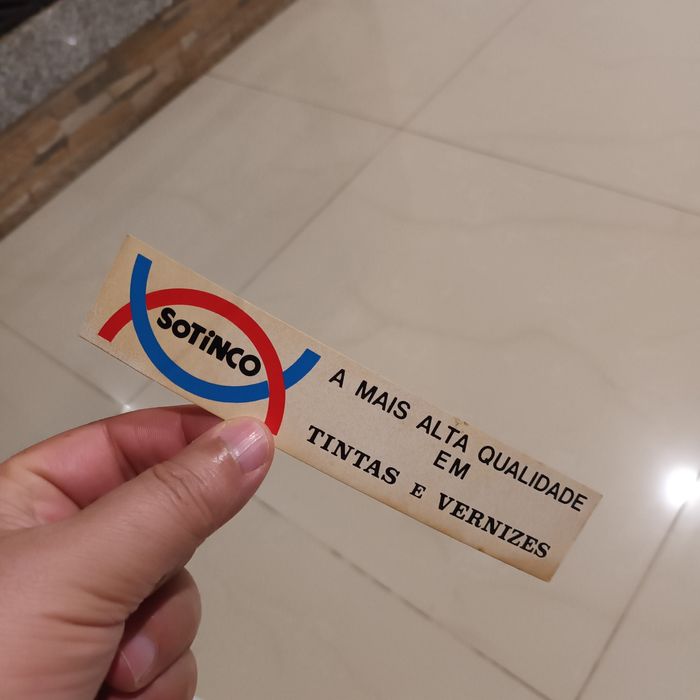 SoTiNCO
A MAIS ALTA QUALIDADE
EM
TINTAS E VERNIZES